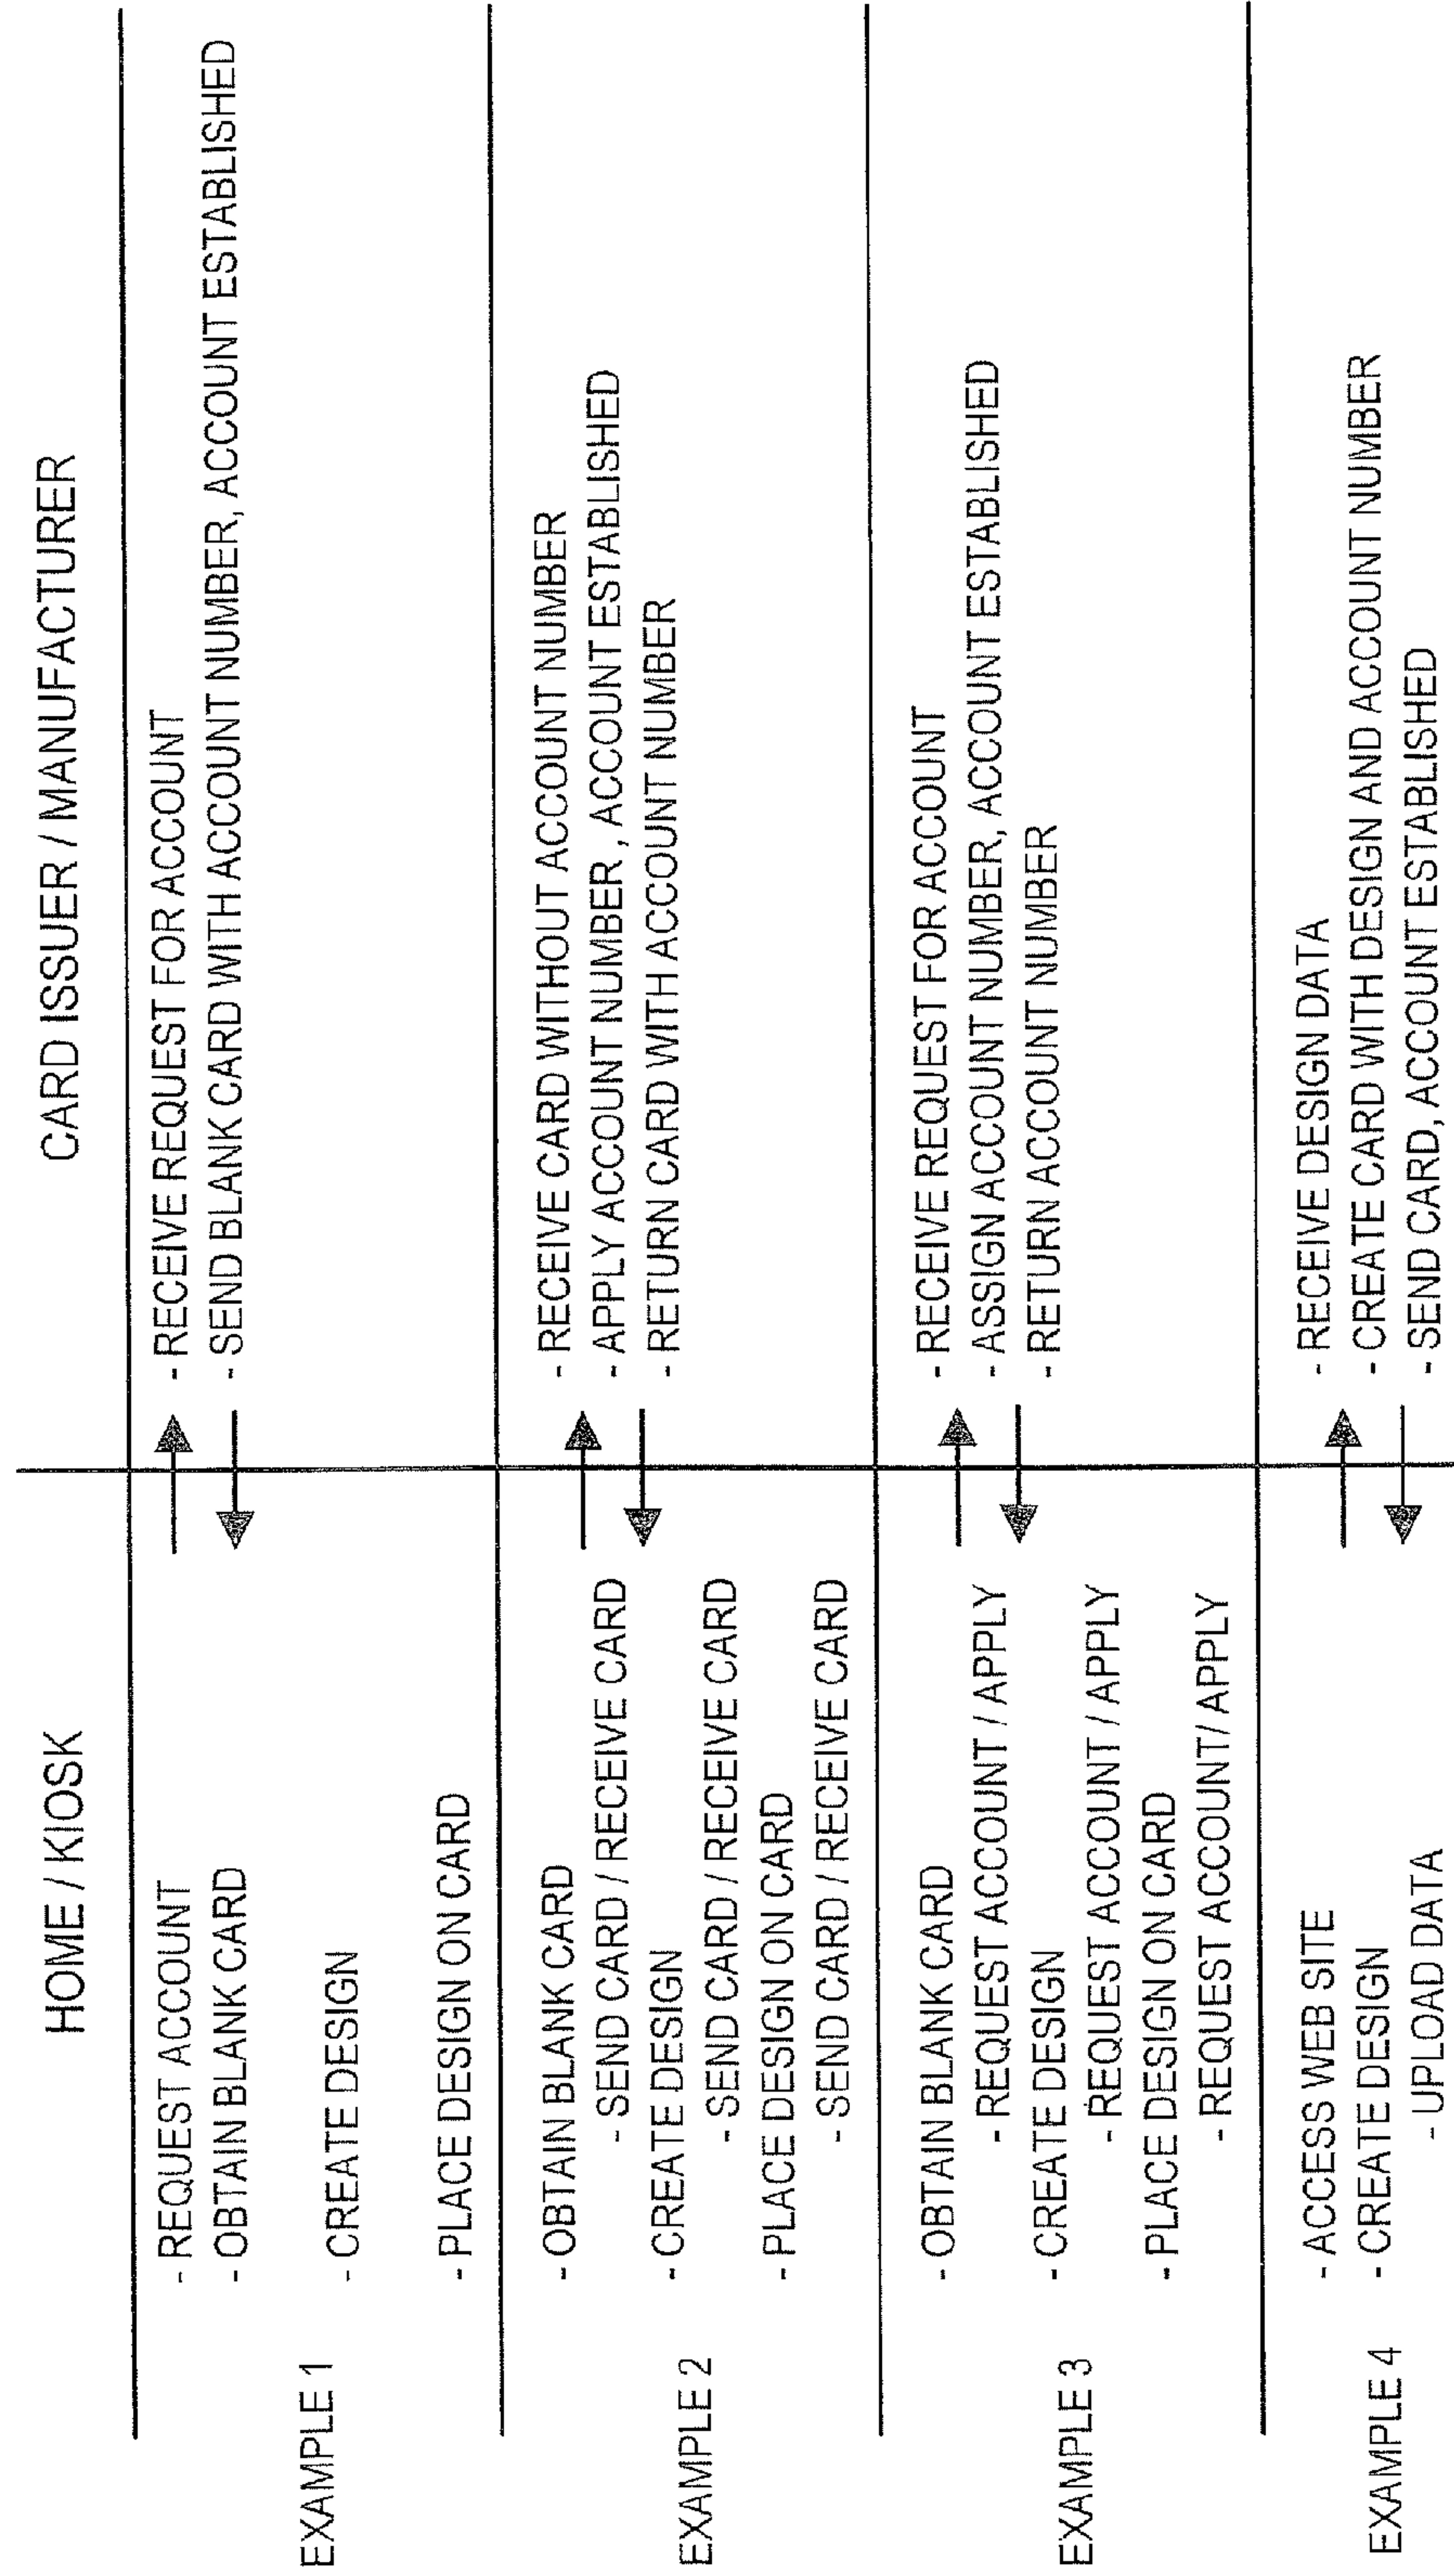 HOME / KIOSK
CARD ISSUER / MANUFACTURER
EXAMPLE 1
- REQUEST ACCOUNT
- OBTAIN BLANK CARD
- CREATE DESIGN
- PLACE DESIGN ON CARD
- RECEIVE REQUEST FOR ACCOUNT
- SEND BLANK CARD WITH ACCOUNT NUMBER, ACCOUNT ESTABLISHED
EXAMPLE 2
- OBTAIN BLANK CARD
- SEND CARD / RECEIVE CARD
- CREATE DESIGN
- SEND CARD / RECEIVE CARD
- PLACE DESIGN ON CARD
- SEND CARD / RECEIVE CARD
- RECEIVE CARD WITHOUT ACCOUNT NUMBER
- APPLY ACCOUNT NUMBER , ACCOUNT ESTABLISHED
- RETURN CARD WITH ACCOUNT NUMBER
EXAMPLE 3
- OBTAIN BLANK CARD
- REQUEST ACCOUNT / APPLY
- CREATE DESIGN
- REQUEST ACCOUNT / APPLY
- PLACE DESIGN ON CARD
- REQUEST ACCOUNT/ APPLY
- RECEIVE REQUEST FOR ACCOUNT
- ASSIGN ACCOUNT NUMBER, ACCOUNT ESTABLISHED
- RETURN ACCOUNT NUMBER
EXAMPLE 4
- ACCESS WEB SITE
- CREATE DESIGN
- UPLOAD DATA
- RECEIVE DESIGN DATA
- CREATE CARD WITH DESIGN AND ACCOUNT NUMBER
- SEND CARD, ACCOUNT ESTABLISHED